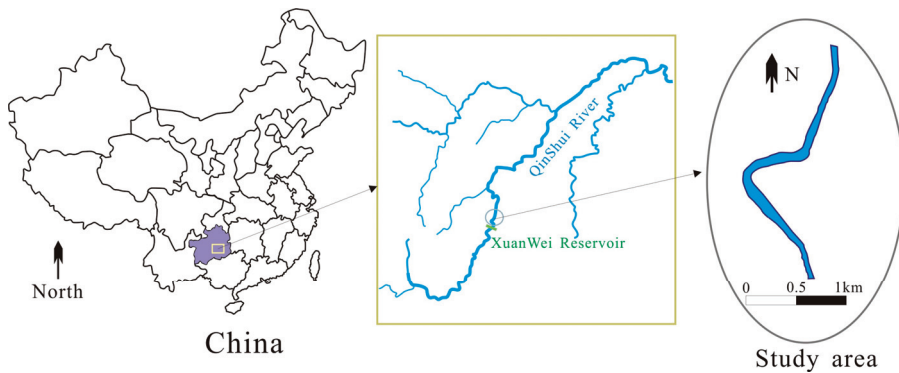 North
China
QinShui River
XuanWei Reservoir
N
0 0.5 1km
Study area